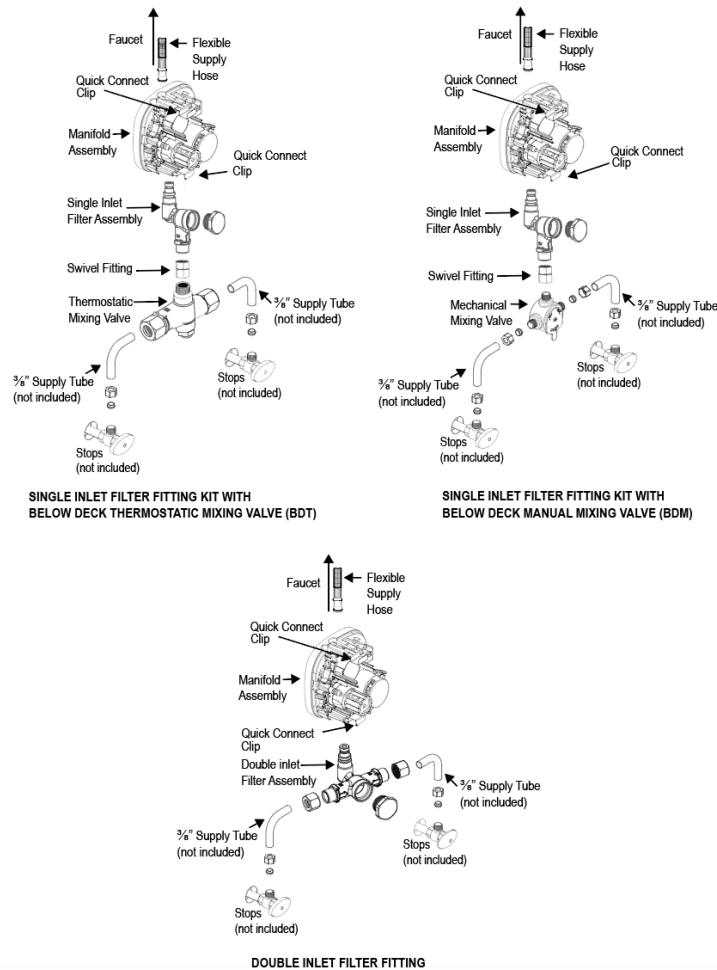 Faucet
Flexible
Supply
Hose
Quick Connect
Clip
Manifold
Assembly
Quick Connect
Clip
Single Inlet
Filter Assembly
Swivel Fitting
Thermostatic
Mixing Valve
⅜” Supply Tube
(not included)
⅜” Supply Tube
(not included)
Stops
(not included)
Stops
(not included)
SINGLE INLET FILTER FITTING KIT WITH
BELOW DECK THERMOSTATIC MIXING VALVE (BDT)
Faucet
Flexible
Supply
Hose
Quick Connect
Clip
Manifold
Assembly
Quick Connect
Clip
Single Inlet
Filter Assembly
Swivel Fitting
Mechanical
Mixing Valve
⅜” Supply Tube
(not included)
Stops
(not included)
⅜” Supply Tube
(not included)
Stops
(not included)
SINGLE INLET FILTER FITTING KIT WITH
BELOW DECK MANUAL MIXING VALVE (BDM)
Faucet
Flexible
Supply
Hose
Quick Connect
Clip
Manifold
Assembly
Quick Connect
Clip
Double inlet
Filter Assembly
⅜” Supply Tube
(not included)
⅜” Supply Tube
(not included)
Stops
(not included)
Stops
(not included)
DOUBLE INLET FILTER FITTING